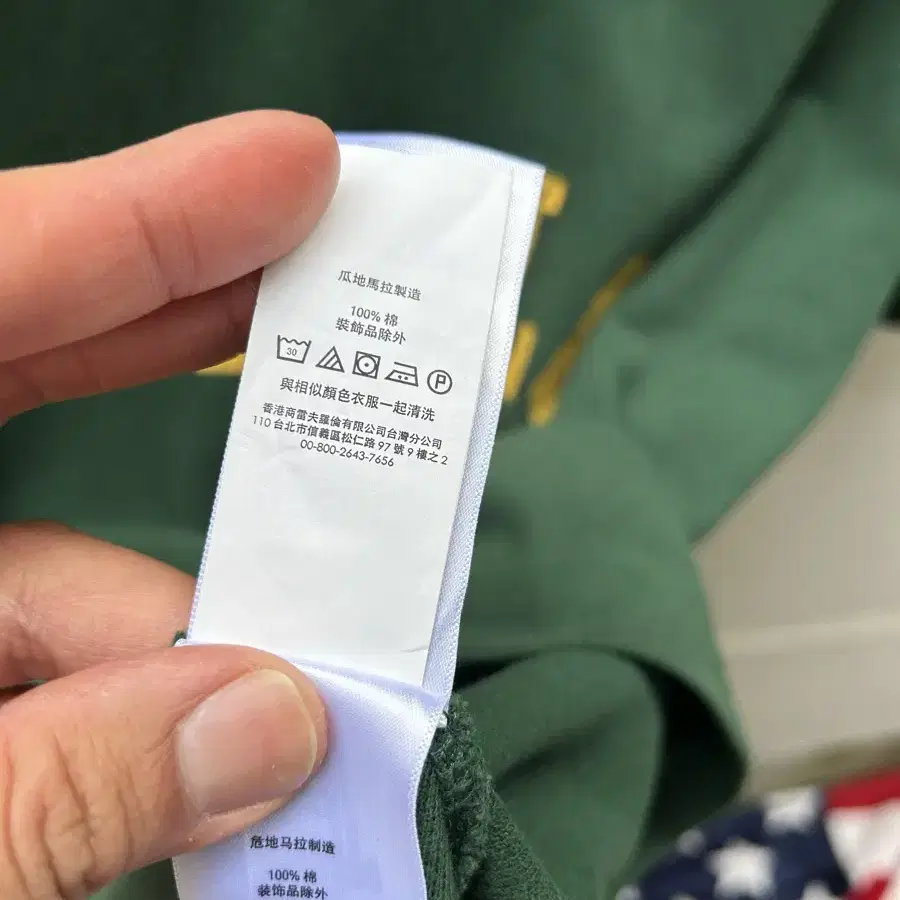 瓜地馬拉製造
100% 棉
裝飾品除外
30
P
與相似顏色衣服一起清洗
香港商雷夫羅倫有限公司台灣分公司
110 台北市信義區松仁路 97 號 9 樓之 2
00-800-2643-7656
危地马拉制造
100% 棉
装饰品除外